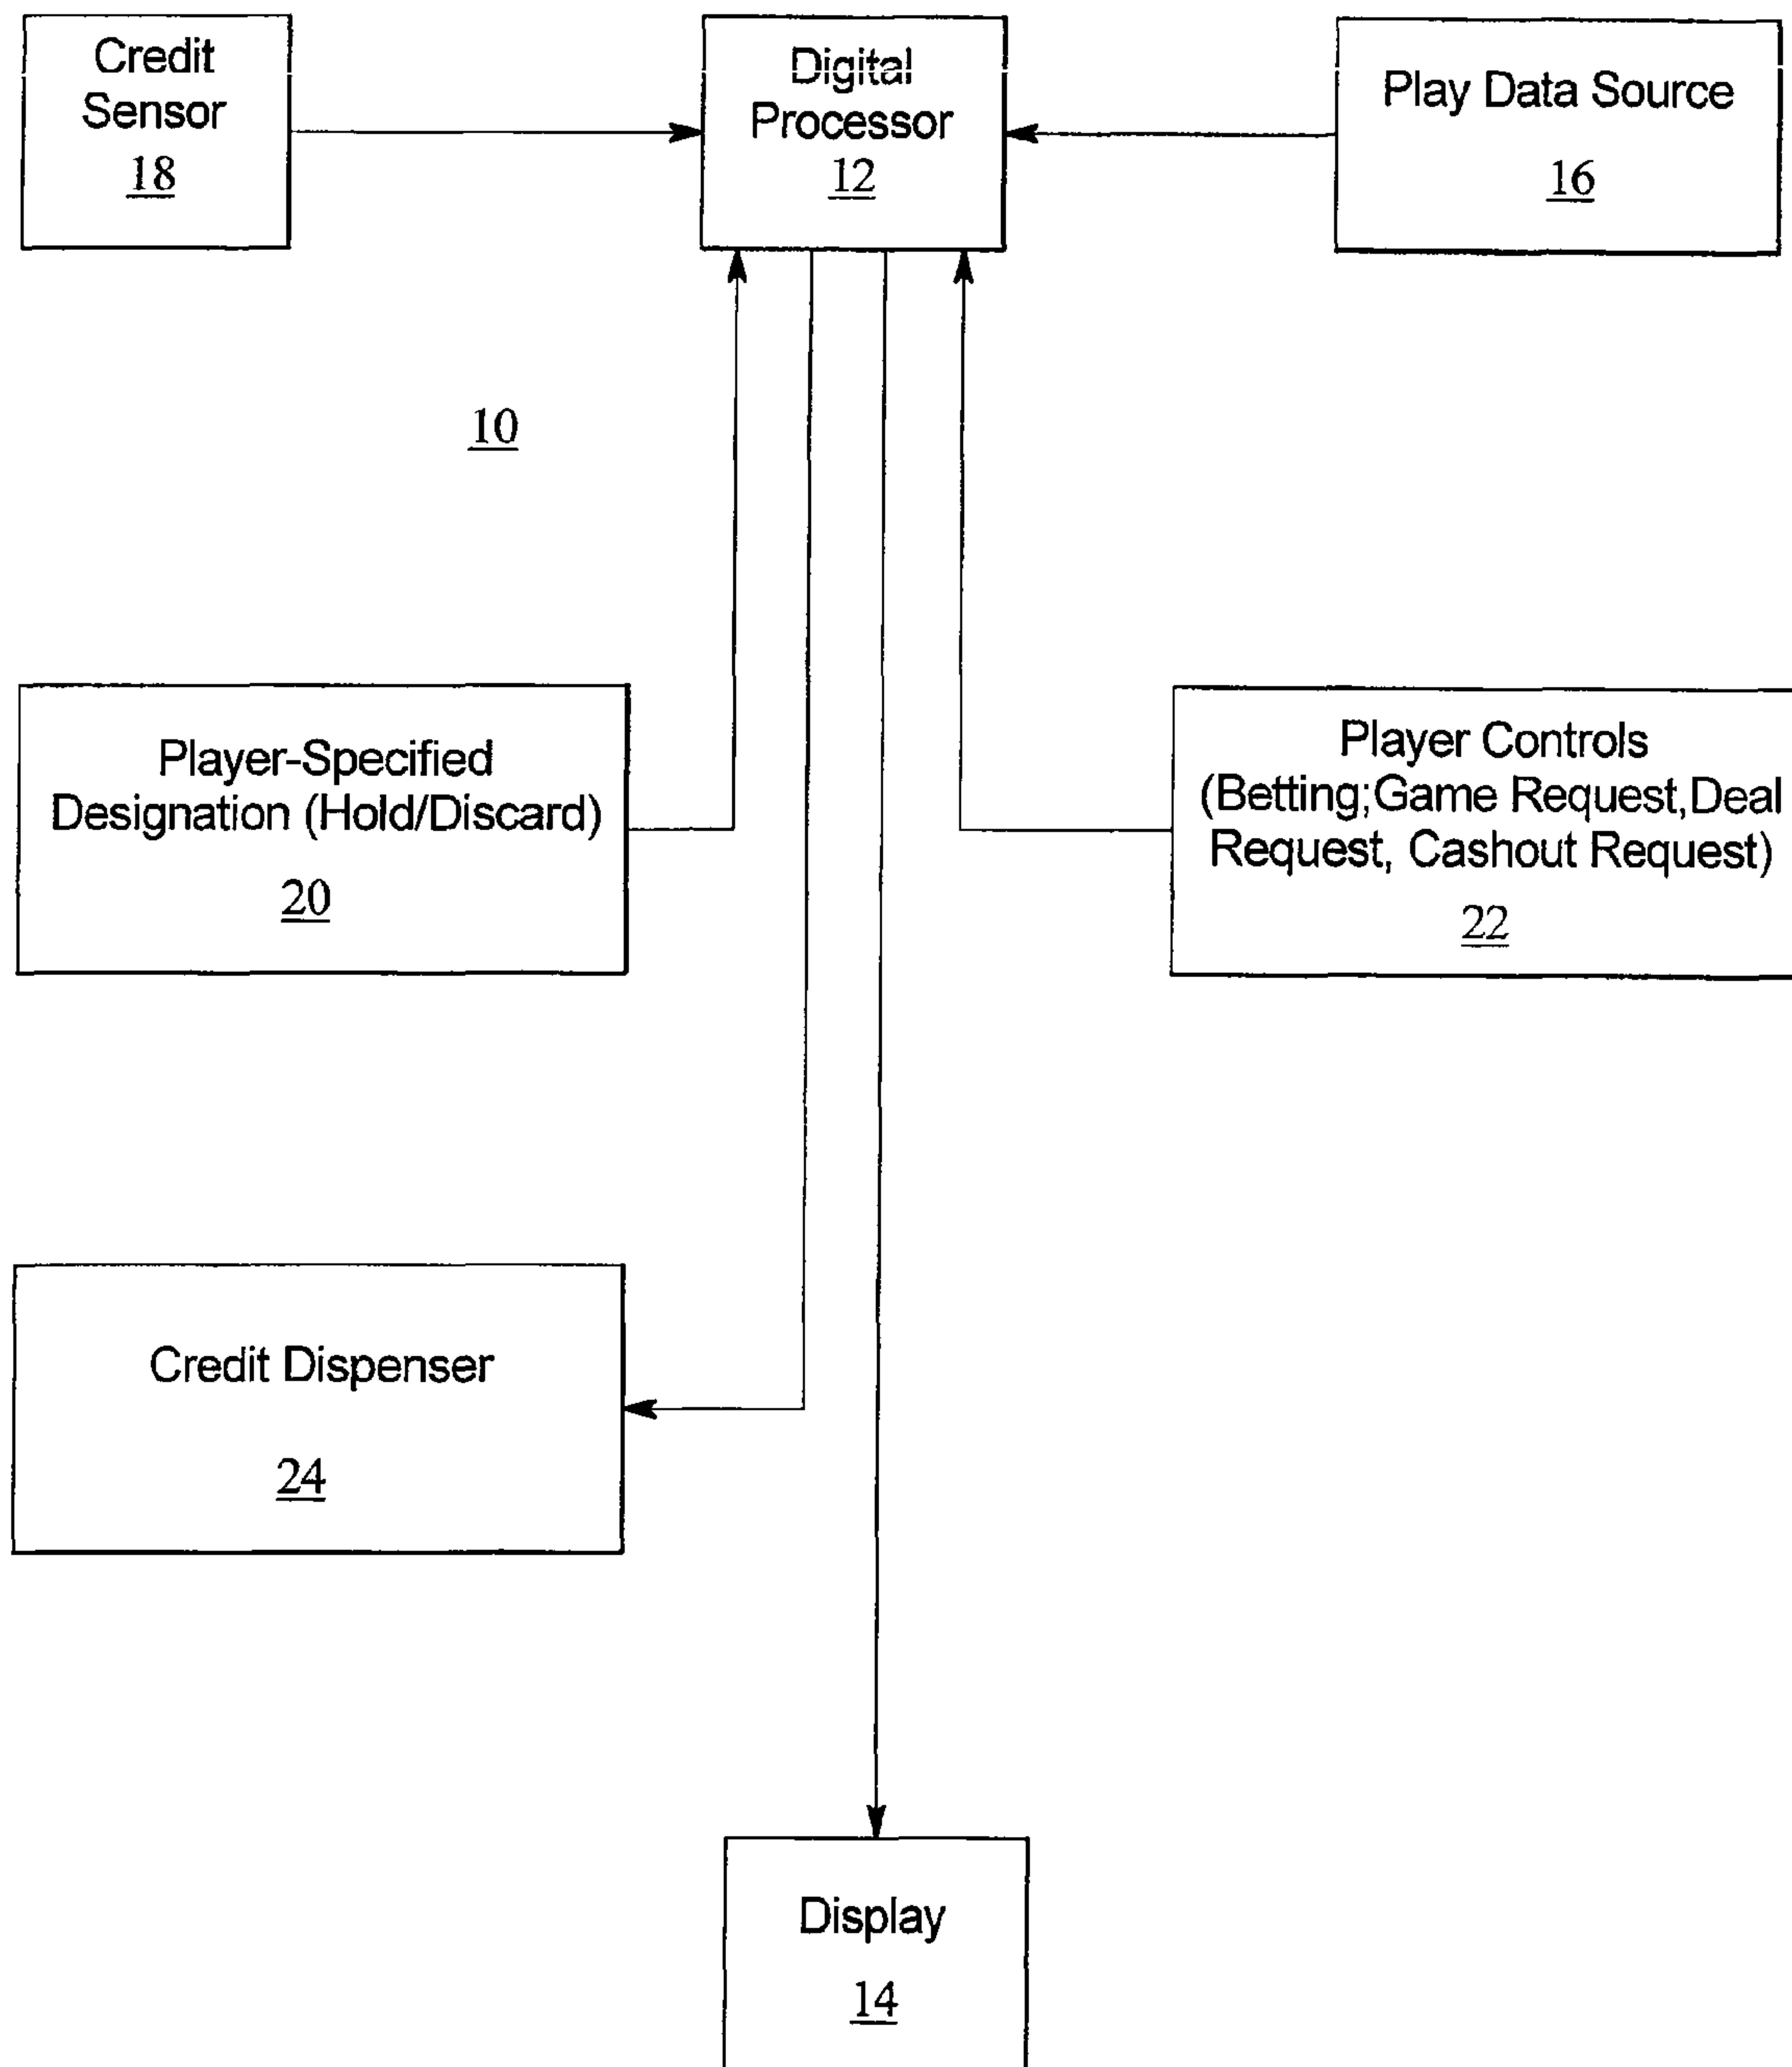 Credit
Sensor
18
Digital
Processor
12
Play Data Source
16
10
Player-Specified
Designation (Hold/Discard)
20
Player Controls
(Betting;Game Request,Deal
Request, Cashout Request)
22
Credit Dispenser
24
Display
14